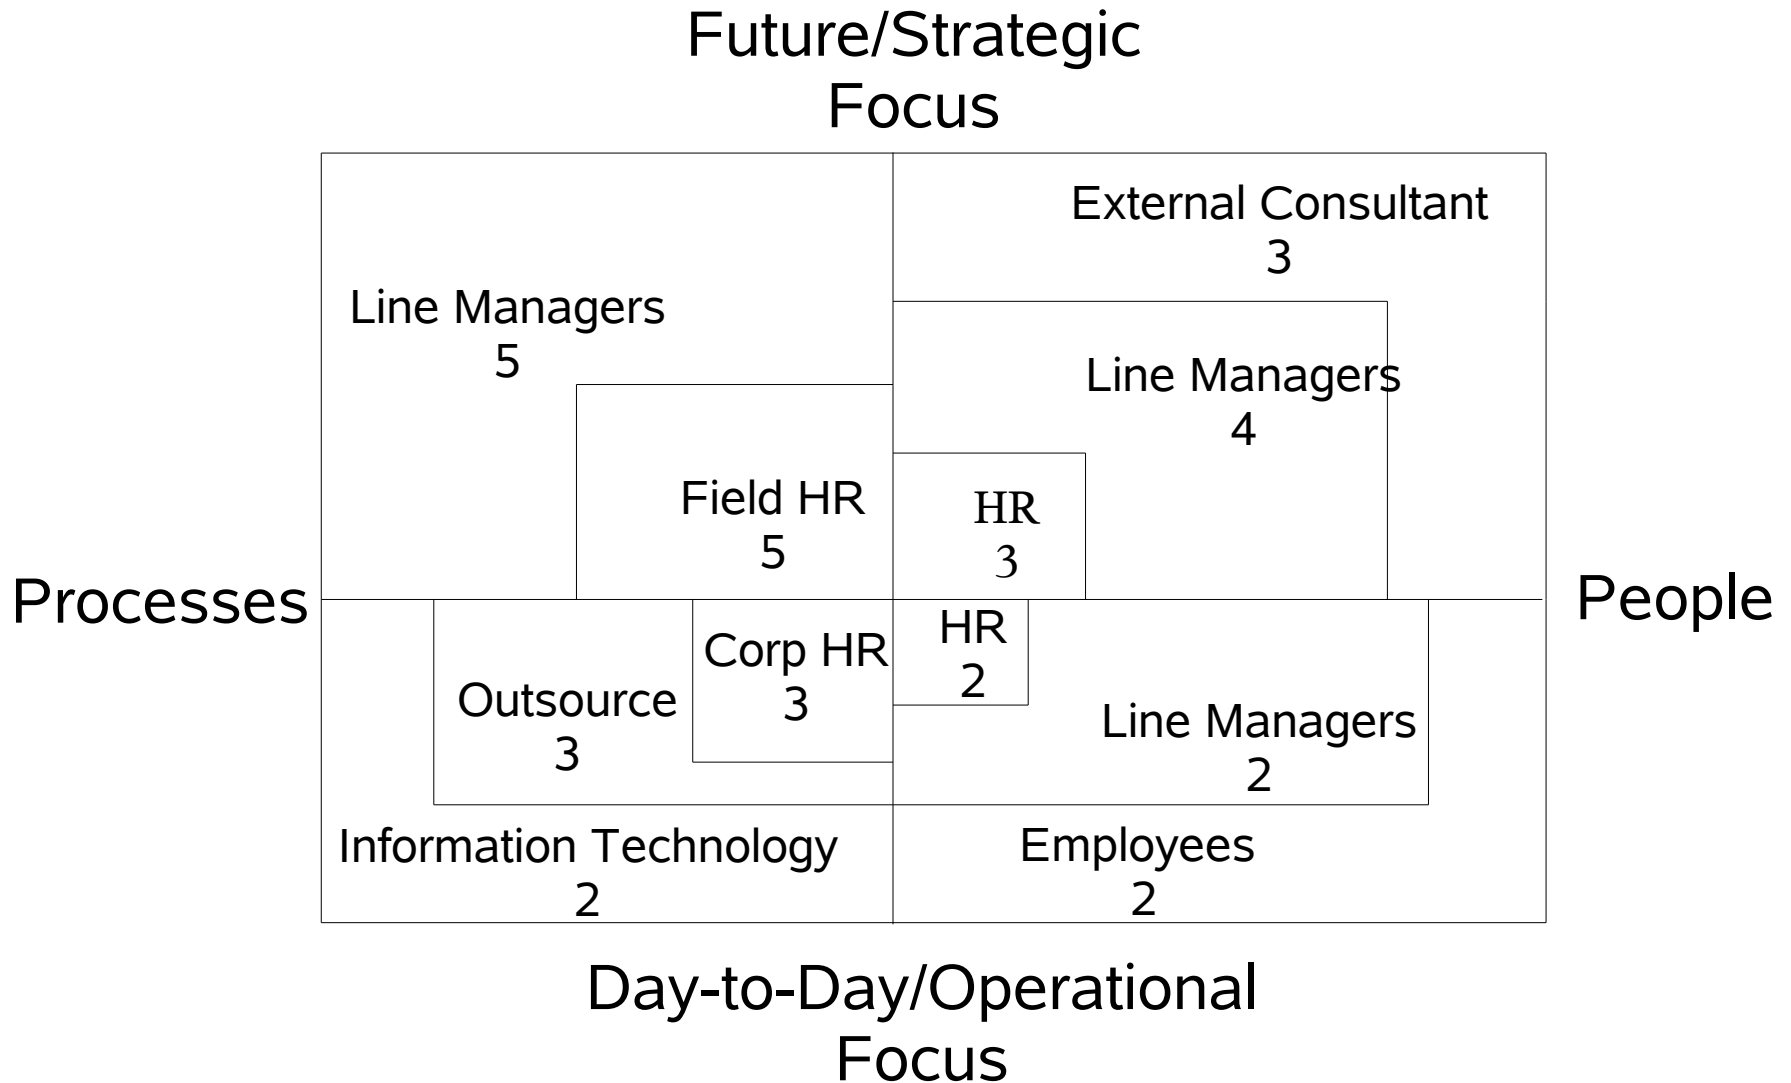 Future/Strategic
Focus
External Consultant
3
Line Managers
5
Line Managers
4
Field HR
5
HR
3
Processes
People
Corp HR
3
HR
2
Outsource
3
Line Managers
2
Information Technology
2
Employees
2
Day-to-Day/Operational
Focus